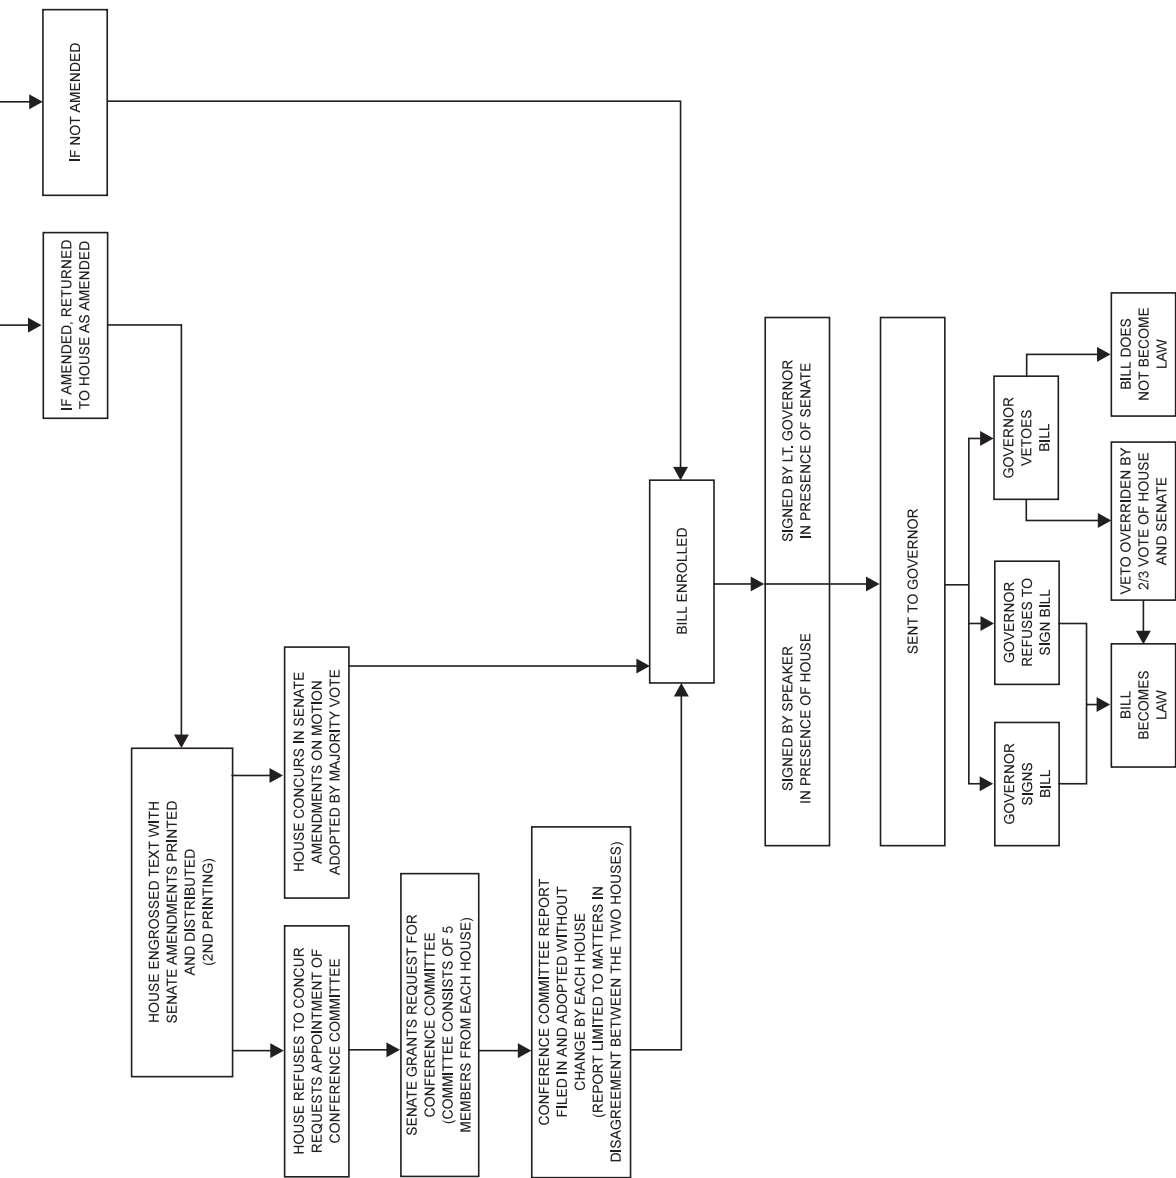 IF NOT AMENDED
IF AMENDED, RETURNED
TO HOUSE AS AMENDED
HOUSE ENGROSSED TEXT WITH
SENATE AMENDMENTS PRINTED
AND DISTRIBUTED
(2ND PRINTING)
HOUSE REFUSES TO CONCUR
REQUESTS APPOINTMENT OF
CONFERENCE COMMITTEE
HOUSE CONCURS IN SENATE
AMENDMENTS ON MOTION
ADOPTED BY MAJORITY VOTE
SENATE GRANTS REQUEST FOR
CONFERENCE COMMITTEE
(COMMITTEE CONSISTS OF 5
MEMBERS FROM EACH HOUSE)
CONFERENCE COMMITTEE REPORT
FILED IN AND ADOPTED WITHOUT
CHANGE BY EACH HOUSE
(REPORT LIMITED TO MATTERS IN
DISAGREEMENT BETWEEN THE TWO HOUSES)
BILL ENROLLED
SIGNED BY SPEAKER
IN PRESENCE OF HOUSE
SIGNED BY LT. GOVERNOR
IN PRESENCE OF SENATE
SENT TO GOVERNOR
GOVERNOR
SIGNS
BILL
GOVERNOR
REFUSES TO
SIGN BILL
GOVERNOR
VETOES
BILL
BILL
BECOMES
LAW
VETO OVERRIDEN BY
2/3 VOTE OF HOUSE
AND SENATE
BILL DOES
NOT BECOME
LAW